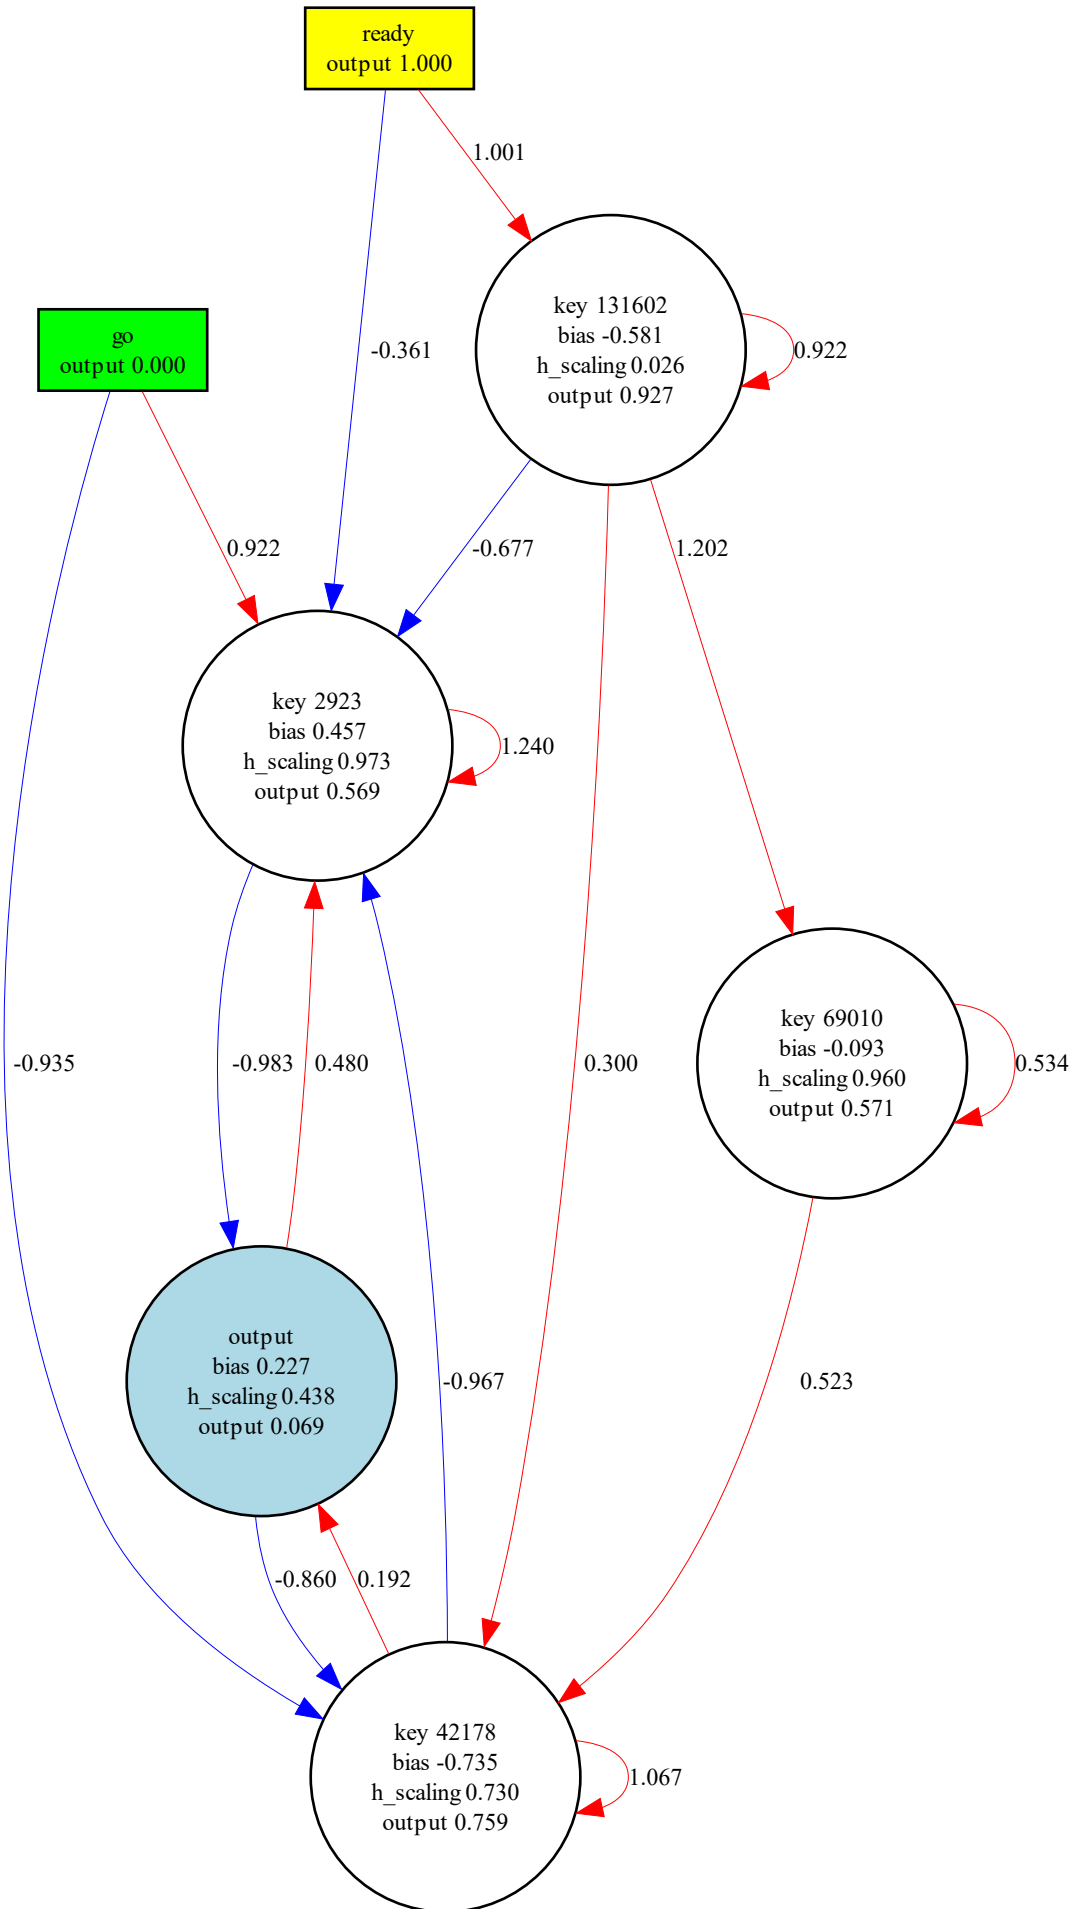 ready
output 1.000
1.001
key 131602
bias -0.581
h_scaling 0.026
output 0.927
0.922
go
output 0.000
-0.361
0.922
-0.677
1.202
key 2923
bias 0.457
h_scaling 0.973
output 0.569
1.240
key 69010
bias -0.093
h_scaling 0.960
output 0.571
0.534
-0.935
-0.983
0.480
0.300
output
bias 0.227
h_scaling 0.438
output 0.069
-0.967
0.523
-0.860
0.192
key 42178
bias -0.735
h_scaling 0.730
output 0.759
1.067